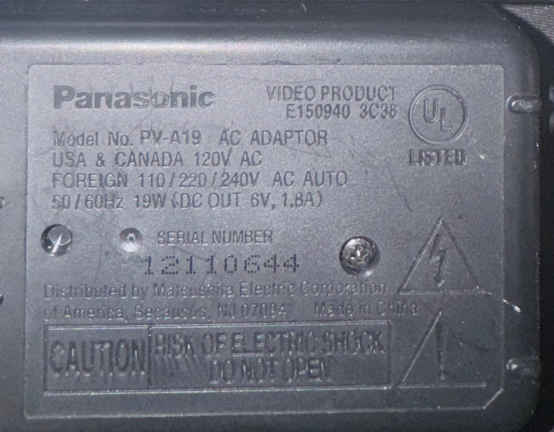 Panasonic
VIDEO PRODUCT
E150940 3C36
UL
LISTED
Model No. PV-A19 AC ADAPTOR
USA & CANADA 120V AC
FOREIGN 110/220/240V AC AUTO
50/60Hz 19W (DC OUT 6V, 1.8A)
SERIAL NUMBER
12110644
Distributed by Matsushita Electric Corporation
of America, Secaucus, NJ 07094 Made in China
CAUTION RISK OF ELECTRIC SHOCK
DO NOT OPEN